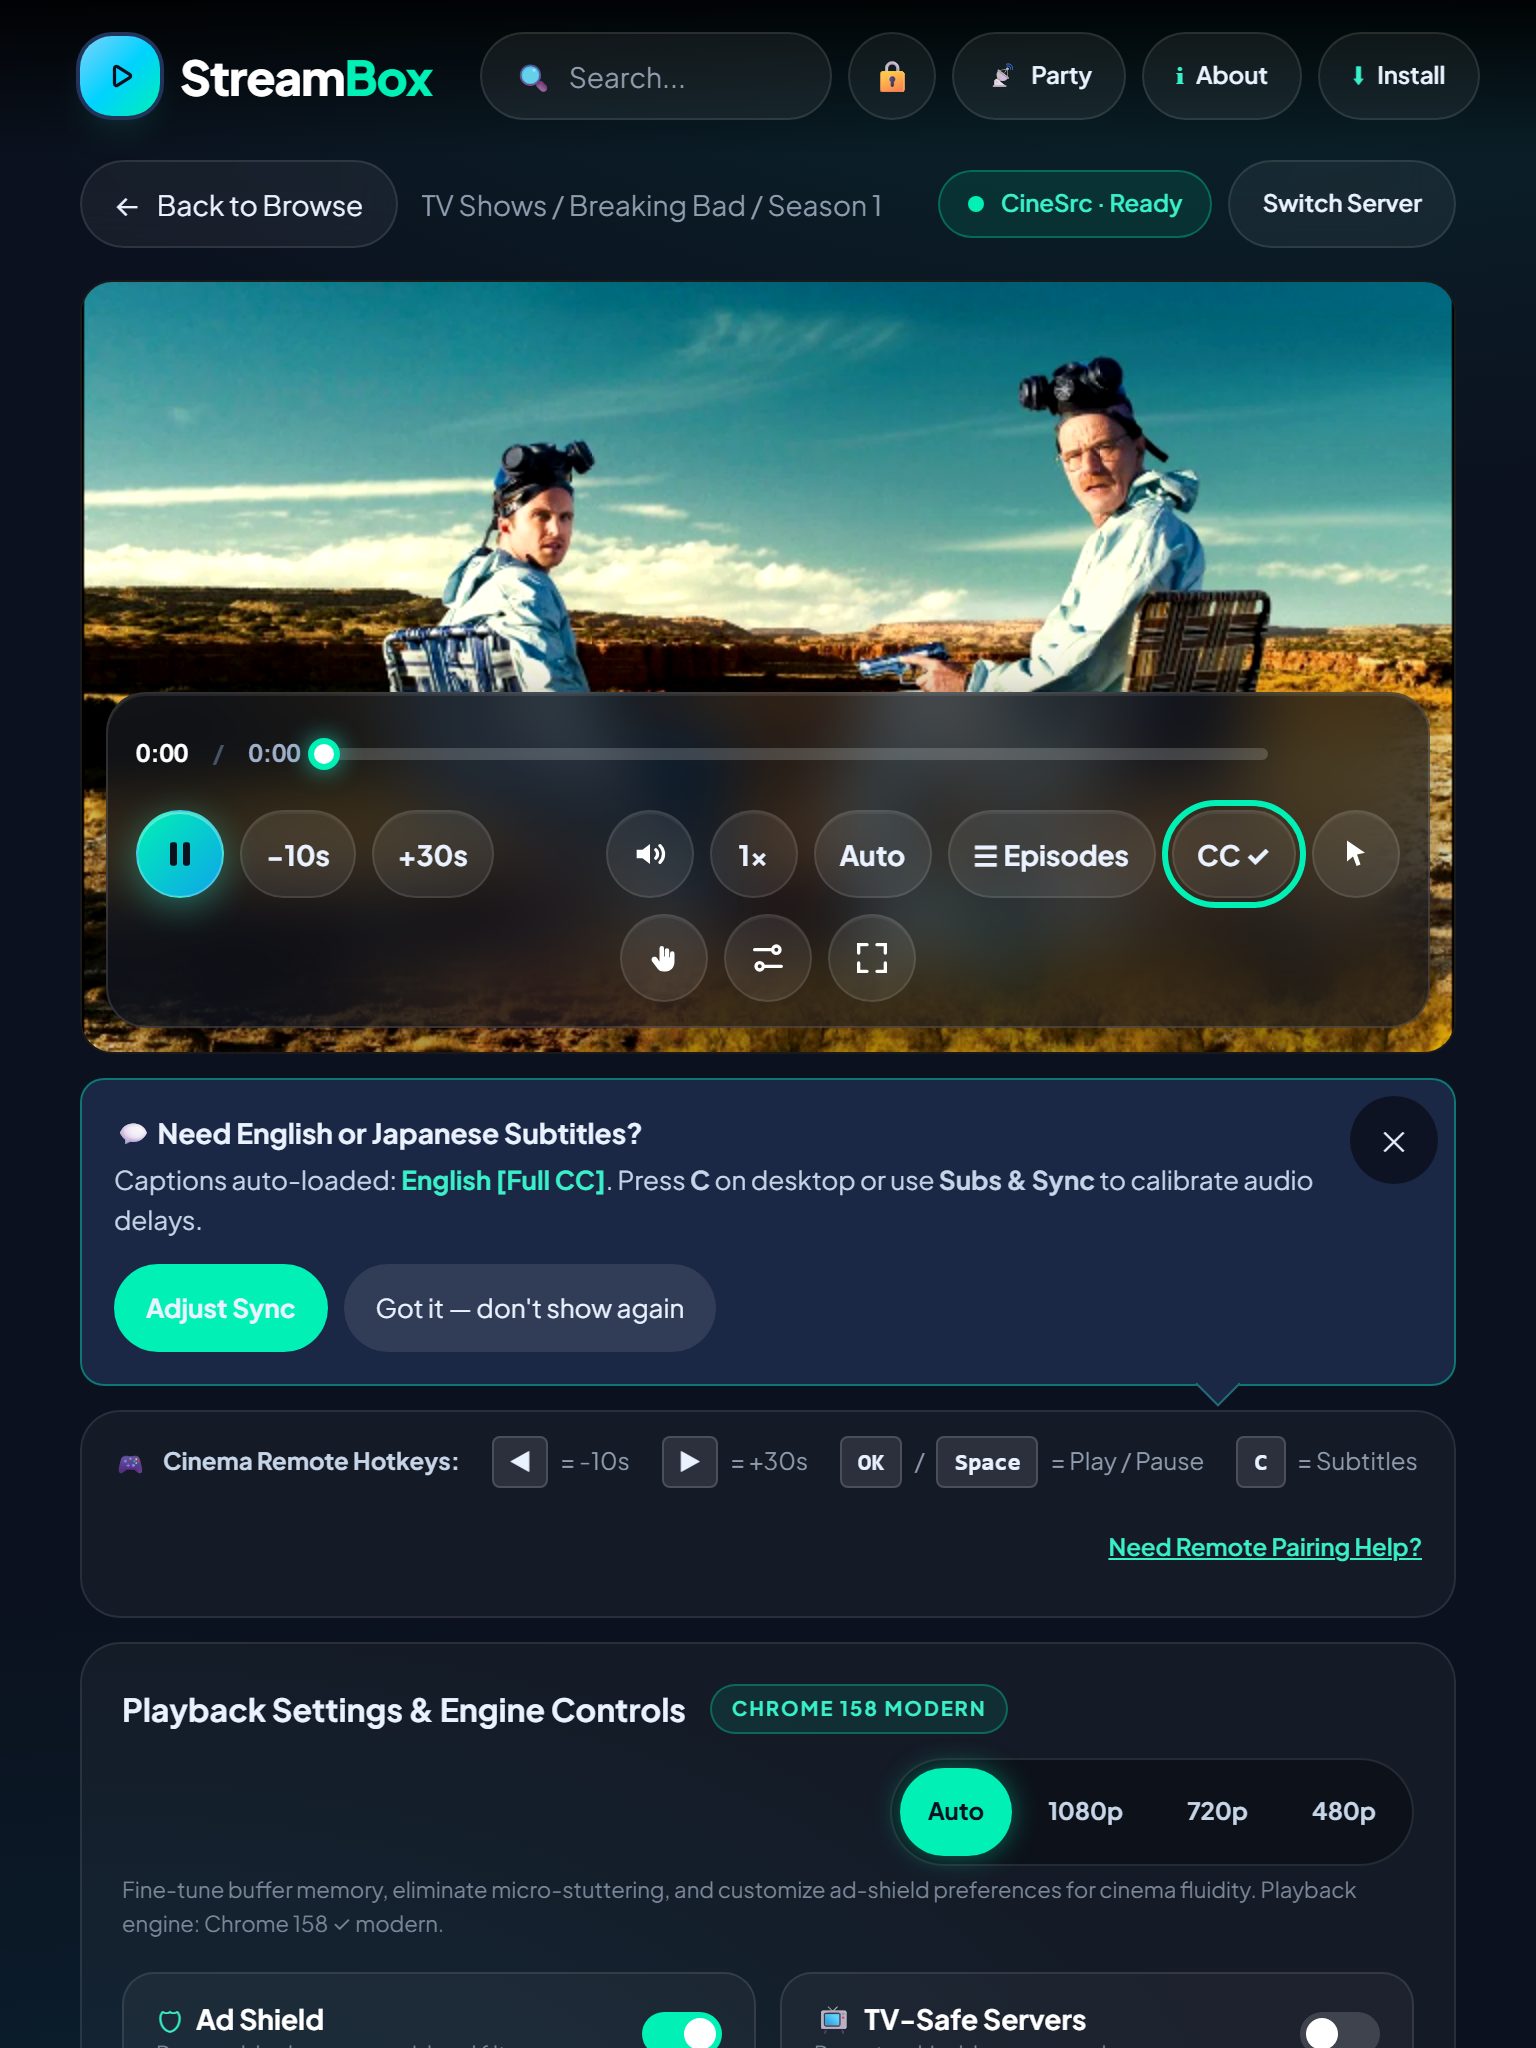 StreamBox
Search...
Party
i About
Install
← Back to Browse
TV Shows / Breaking Bad / Season 1
CineSrc · Ready
Switch Server
0:00 / 0:00
-10s
+30s
1×
Auto
☰ Episodes
CC ✓
Need English or Japanese Subtitles?
Captions auto-loaded: English [Full CC]. Press C on desktop or use Subs & Sync to calibrate audio
delays.
Adjust Sync
Got it — don't show again
Cinema Remote Hotkeys: ◀ = -10s ▶ = +30s OK / Space = Play / Pause C = Subtitles
Need Remote Pairing Help?
Playback Settings & Engine Controls
CHROME 158 MODERN
Auto 1080p 720p 480p
Fine-tune buffer memory, eliminate micro-stuttering, and customize ad-shield preferences for cinema fluidity. Playback
engine: Chrome 158 ✓ modern.
Ad Shield
TV-Safe Servers